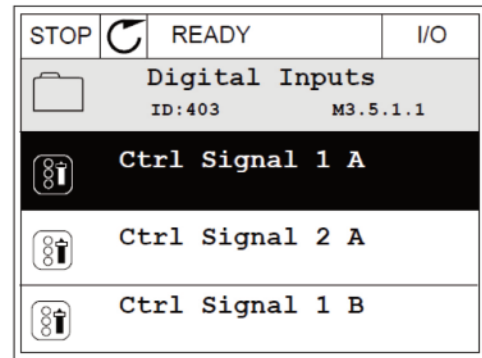 STOP READY I/O
Digital Inputs
ID:403 M3.5.1.1
Ctrl Signal 1 A
Ctrl Signal 2 A
Ctrl Signal 1 B